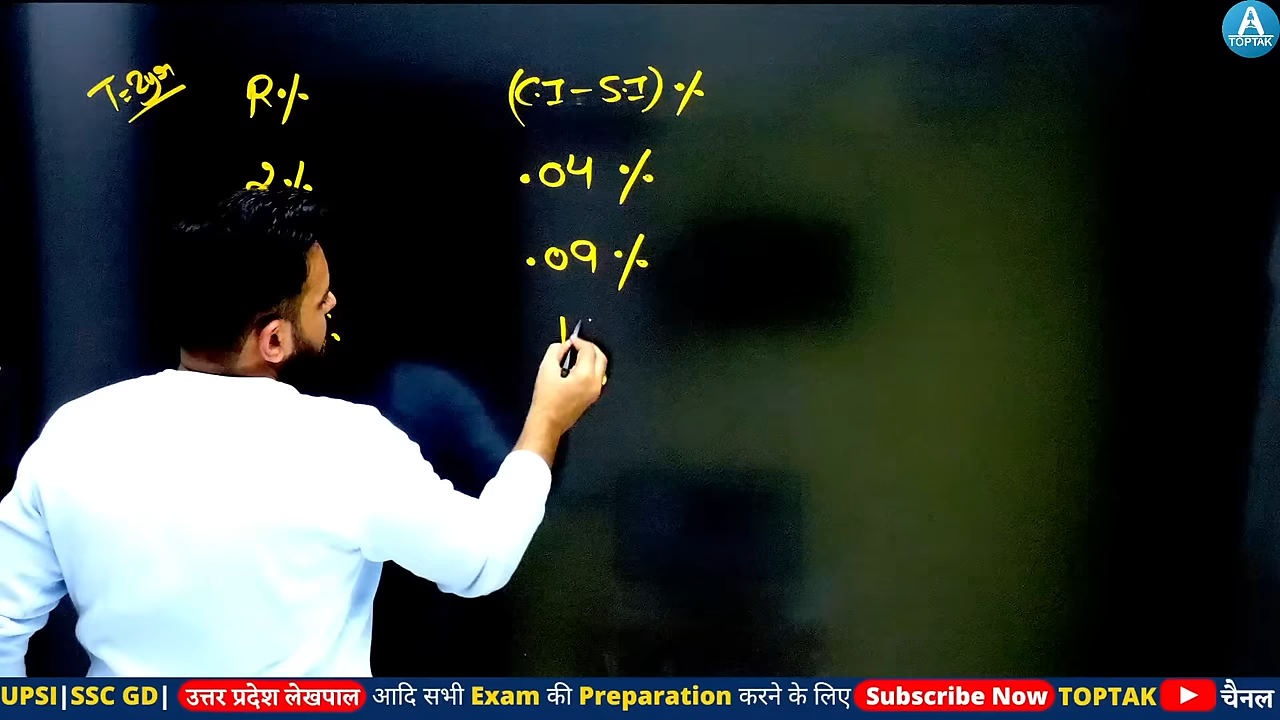 A
TOPTAK
T=2yrs R% (C.I-S.I)%
2% .04%
.09%
UPSI|SSC GD| उत्तर प्रदेश लेखपाल आदि सभी Exam की Preparation करने के लिए Subscribe Now TOPTAK चैनल